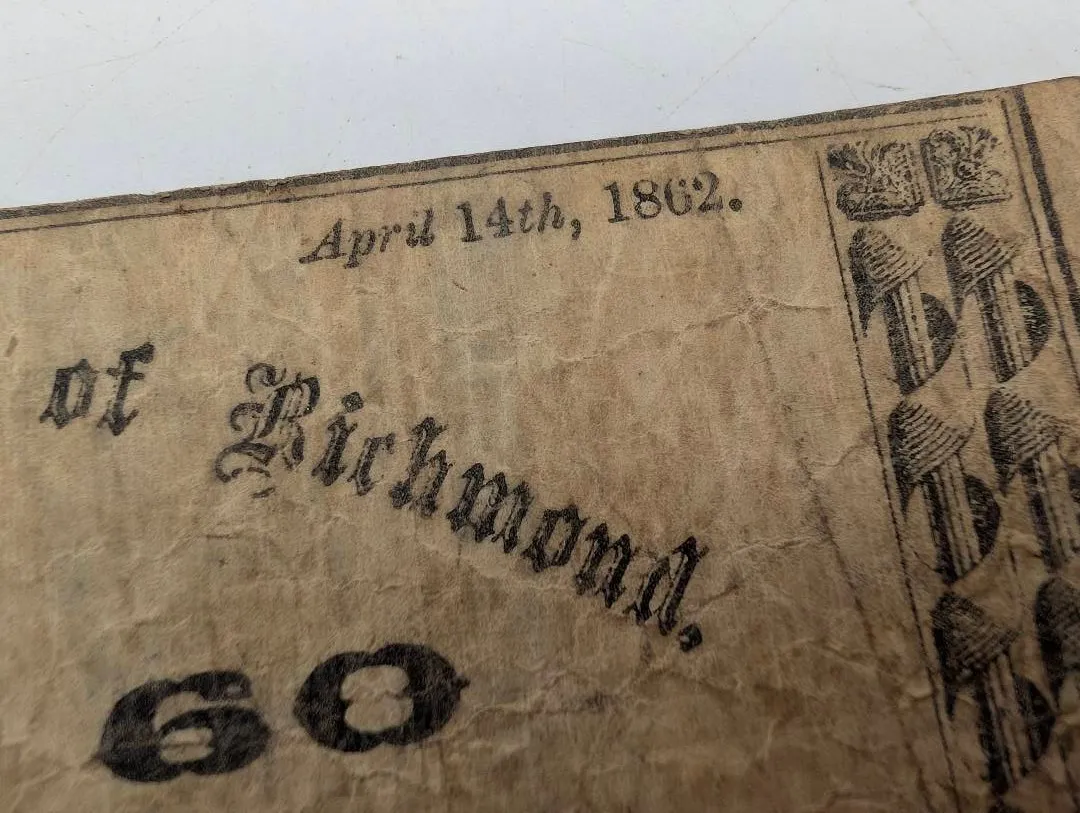 April 14th, 1862.
of Richmond.
60